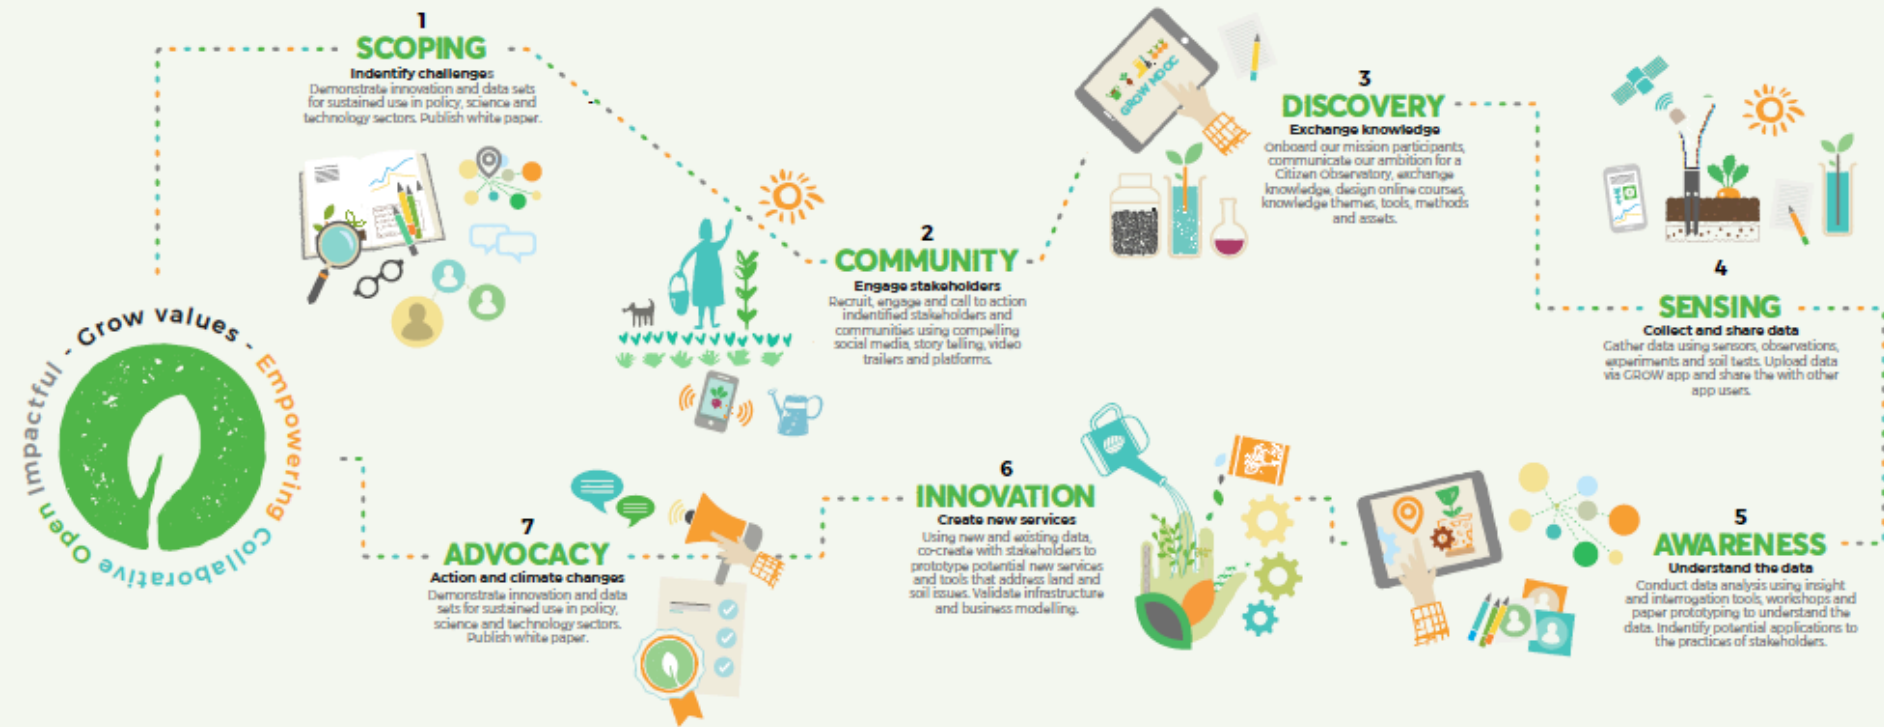 1
SCOPING
Indentify challenges
Demonstrate innovation and data sets
for sustained use in policy, science and
technology sectors. Publish white paper.
2
COMMUNITY
Engage stakeholders
Recruit, engage and call to action
indentified stakeholders and
communities using compelling
social media, story telling, video
trailers and platforms.
GROW MOOC
3
DISCOVERY
Exchange knowledge
Onboard our mission participants,
communicate our ambition for a
Citizen Observatory, exchange
knowledge, design online courses,
knowledge themes, tools, methods
and assets.
4
SENSING
Collect and share data
Gather data using sensors, observations,
experiments and soil tests. Upload data
via GROW app and share the with other
app users.
5
AWARENESS
Understand the data
Conduct data analysis using insight
and interrogation tools, workshops and
paper prototyping to understand the
data. Indentify potential applications to
the practices of stakeholders.
6
INNOVATION
Create new services
Using new and existing data,
co-create with stakeholders to
prototype potential new services
and tools that address land and
soil issues. Validate infrastructure
and business modelling.
7
ADVOCACY
Action and climate changes
Demonstrate innovation and data
sets for sustained use in policy,
science and technology sectors.
Publish white paper.
- Grow values - Empowering Collaborative Open Impactful